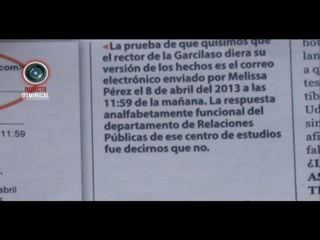 La prueba de que quisimos que
el rector de la Garcilaso diera su
versión de los hechos es el correo
electrónico enviado por Melissa
Pérez el 8 de abril del 2013 a las
11:59 de la mañana. La respuesta
analfabetamente funcional del
departamento de Relaciones
Públicas de ese centro de estudios
fue decirnos que no.
com
IMPACTO
DOMINICAL
11:59
abril